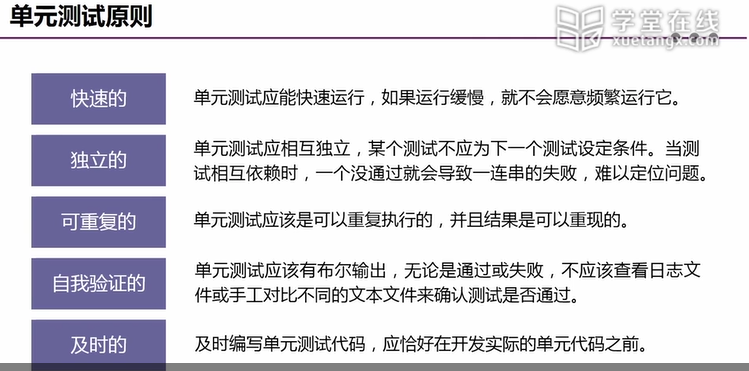 单元测试原则
学堂在线
xuetangx.com
快速的
单元测试应能快速运行，如果运行缓慢，就不会愿意频繁运行它。
独立的
单元测试应相互独立，某个测试不应为下一个测试设定条件。当测
试相互依赖时，一个没通过就会导致一连串的失败，难以定位问题。
可重复的
单元测试应该是可以重复执行的，并且结果是可以重现的。
自我验证的
单元测试应该有布尔输出，无论是通过或失败，不应该查看日志文
件或手工对比不同的文本文件来确认测试是否通过。
及时的
及时编写单元测试代码，应恰好在开发实际的单元代码之前。